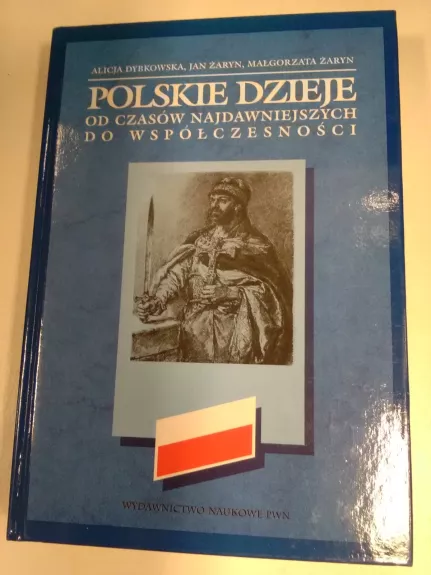 ALICJA DYBKOWSKA, JAN ŻARYN, MAŁGORZATA ŻARYN
POLSKIE DZIEJE
OD CZASÓW NAJDAWNIEJSZYCH
DO WSPÓŁCZESNOŚCI
WYDAWNICTWO NAUKOWE PWN